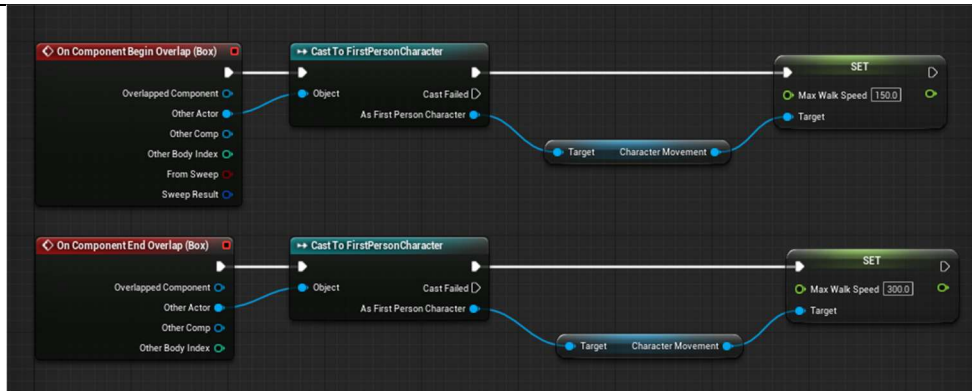 On Component Begin Overlap (Box)
Overlapped Component
Other Actor
Other Comp
Other Body Index
From Sweep
Sweep Result
Cast To FirstPersonCharacter
Object
Cast Failed
As First Person Character
Target Character Movement
SET
Max Walk Speed 150.0
Target
On Component End Overlap (Box)
Overlapped Component
Other Actor
Other Comp
Other Body Index
Cast To FirstPersonCharacter
Object
Cast Failed
As First Person Character
Target Character Movement
SET
Max Walk Speed 300.0
Target